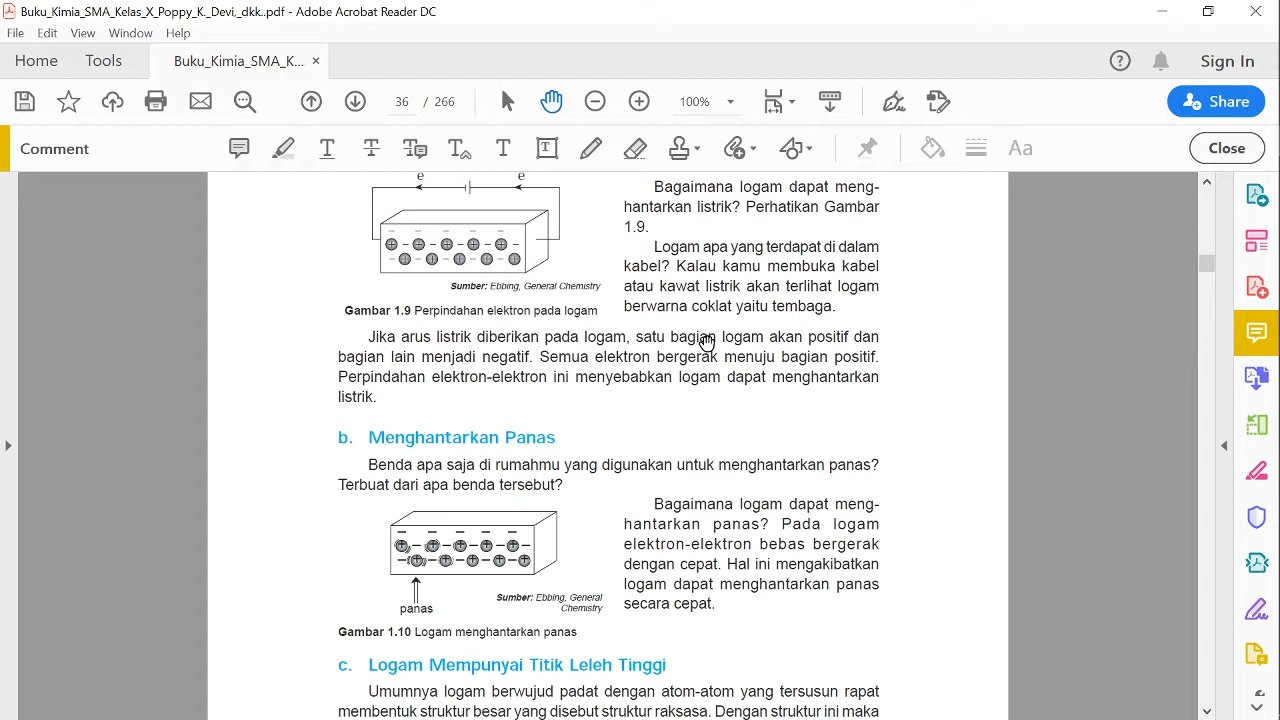 Buku_Kimia_SMA_Kelas_X_Poppy_K_Devi,_dkk..pdf - Adobe Acrobat Reader DC
File Edit View Window Help
Home Tools Buku_Kimia_SMA_K... × Sign In
36 / 266 100% Share
Comment T T T T T Aa Close
e e
Bagaimana logam dapat meng-
hantarkan listrik? Perhatikan Gambar
1.9.
Logam apa yang terdapat di dalam
kabel? Kalau kamu membuka kabel
atau kawat listrik akan terlihat logam
berwarna coklat yaitu tembaga.
Sumber: Ebbing, General Chemistry
Gambar 1.9 Perpindahan elektron pada logam
Jika arus listrik diberikan pada logam, satu bagian logam akan positif dan
bagian lain menjadi negatif. Semua elektron bergerak menuju bagian positif.
Perpindahan elektron-elektron ini menyebabkan logam dapat menghantarkan
listrik.
b. Menghantarkan Panas
Benda apa saja di rumahmu yang digunakan untuk menghantarkan panas?
Terbuat dari apa benda tersebut?
Bagaimana logam dapat meng-
hantarkan panas? Pada logam
elektron-elektron bebas bergerak
dengan cepat. Hal ini mengakibatkan
logam dapat menghantarkan panas
secara cepat.
panas
Sumber: Ebbing, General
Chemistry
Gambar 1.10 Logam menghantarkan panas
c. Logam Mempunyai Titik Leleh Tinggi
Umumnya logam berwujud padat dengan atom-atom yang tersusun rapat
membentuk struktur besar yang disebut struktur raksasa. Dengan struktur ini maka